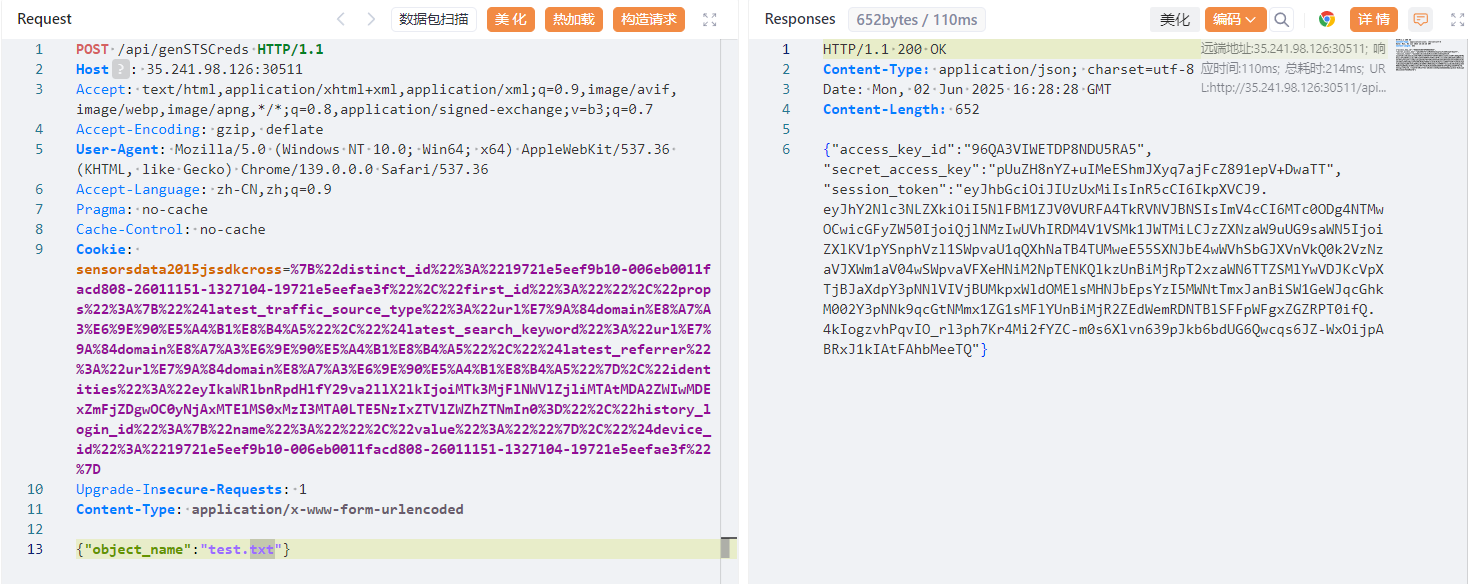 Request
数据包扫描
美化
热加载
构造请求
1 POST /api/genSTSCreds HTTP/1.1
2 Host ? : 35.241.98.126:30511
3 Accept: text/html,application/xhtml+xml,application/xml;q=0.9,image/avif,
image/webp,image/apng,*/*;q=0.8,application/signed-exchange;v=b3;q=0.7
4 Accept-Encoding: gzip, deflate
5 User-Agent: Mozilla/5.0 (Windows NT 10.0; Win64; x64) AppleWebKit/537.36
(KHTML, like Gecko) Chrome/139.0.0.0 Safari/537.36
6 Accept-Language: zh-CN,zh;q=0.9
7 Pragma: no-cache
8 Cache-Control: no-cache
9 Cookie:
sensorsdata2015jssdkcross=%7B%22distinct_id%22%3A%2219721e5eef9b10-006eb0011f
acd808-26011151-1327104-19721e5eefae3f%22%2C%22first_id%22%3A%22%22%2C%22prop
s%22%3A%7B%22%24latest_traffic_source_type%22%3A%22url%E7%9A%84domain%E8%A7%A
3%E6%9E%90%E5%A4%B1%E8%B4%A5%22%2C%22%24latest_search_keyword%22%3A%22url%E7%
9A%84domain%E8%A7%A3%E6%9E%90%E5%A4%B1%E8%B4%A5%22%2C%22%24latest_referrer%22
%3A%22url%E7%9A%84domain%E8%A7%A3%E6%9E%90%E5%A4%B1%E8%B4%A5%22%7D%2C%22ident
ities%22%3A%22eyIkaWRlbnRpdHlfY29va2llX2lkIjoiMTk3MjFlNWVlZjliMTAtMDA2ZWIwMDE
xZmFjZDgwOC0yNjAxMTE1MS0xMzI3MTA0LTE5NzIxZTVlZWZhZTNmIn0%3D%22%2C%22history_l
ogin_id%22%3A%7B%22name%22%3A%22%22%2C%22value%22%3A%22%22%7D%2C%22%24device_
id%22%3A%2219721e5eef9b10-006eb0011facd808-26011151-1327104-19721e5eefae3f%22
%7D
10 Upgrade-Insecure-Requests: 1
11 Content-Type: application/x-www-form-urlencoded
12
13 {"object_name":"test.txt"}
Responses
652bytes / 110ms
美化
编码
详情
1 HTTP/1.1 200 OK
远端地址:35.241.98.126:30511; 响
应时间:110ms; 总耗时:214ms; UR
L:http://35.241.98.126:30511/api...
2 Content-Type: application/json; charset=utf-8
3 Date: Mon, 02 Jun 2025 16:28:28 GMT
4 Content-Length: 652
5
6 {"access_key_id":"96QA3VIWETDP8NDU5RA5",
"secret_access_key":"pUuZH8nYZ+uIMeEShmJXyq7ajFcZ891epV+DwaTT",
"session_token":"eyJhbGciOiJIUzUxMiIsInR5cCI6IkpXVCJ9.